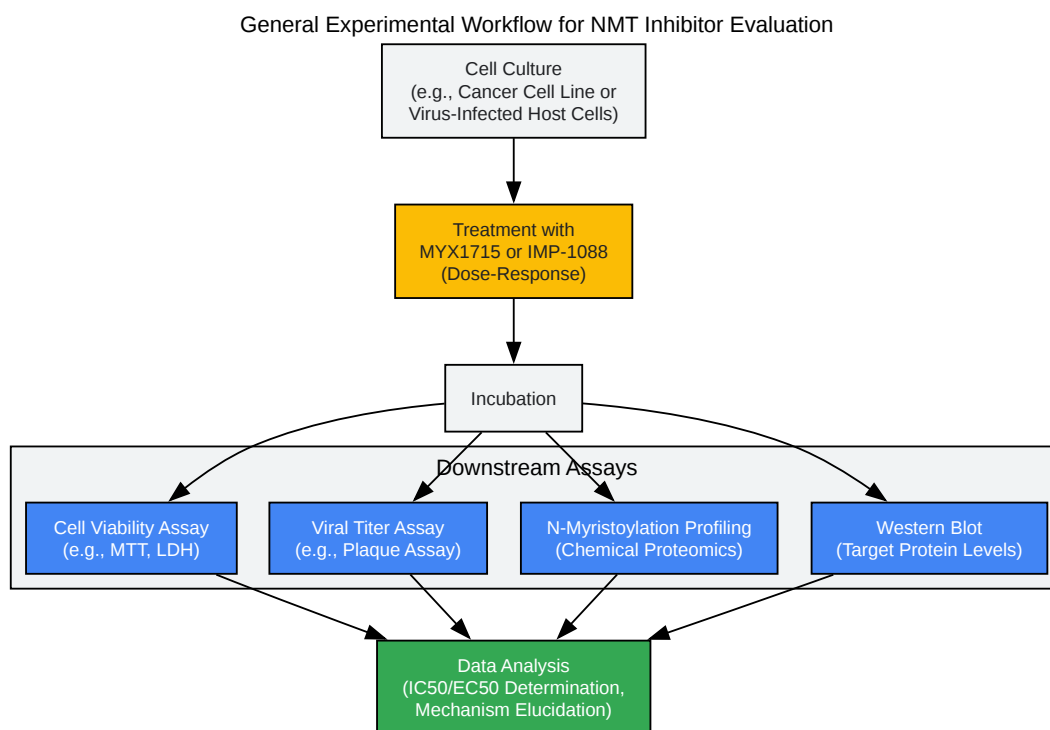 General Experimental Workflow for NMT Inhibitor Evaluation
Cell Culture
(e.g., Cancer Cell Line or
Virus-Infected Host Cells)
Treatment with
MYX1715 or IMP-1088
(Dose-Response)
Incubation
Downstream Assays
Cell Viability Assay
(e.g., MTT, LDH)
Viral Titer Assay
(e.g., Plaque Assay)
N-Myristoylation Profiling
(Chemical Proteomics)
Western Blot
(Target Protein Levels)
Data Analysis
(IC50/EC50 Determination,
Mechanism Elucidation)